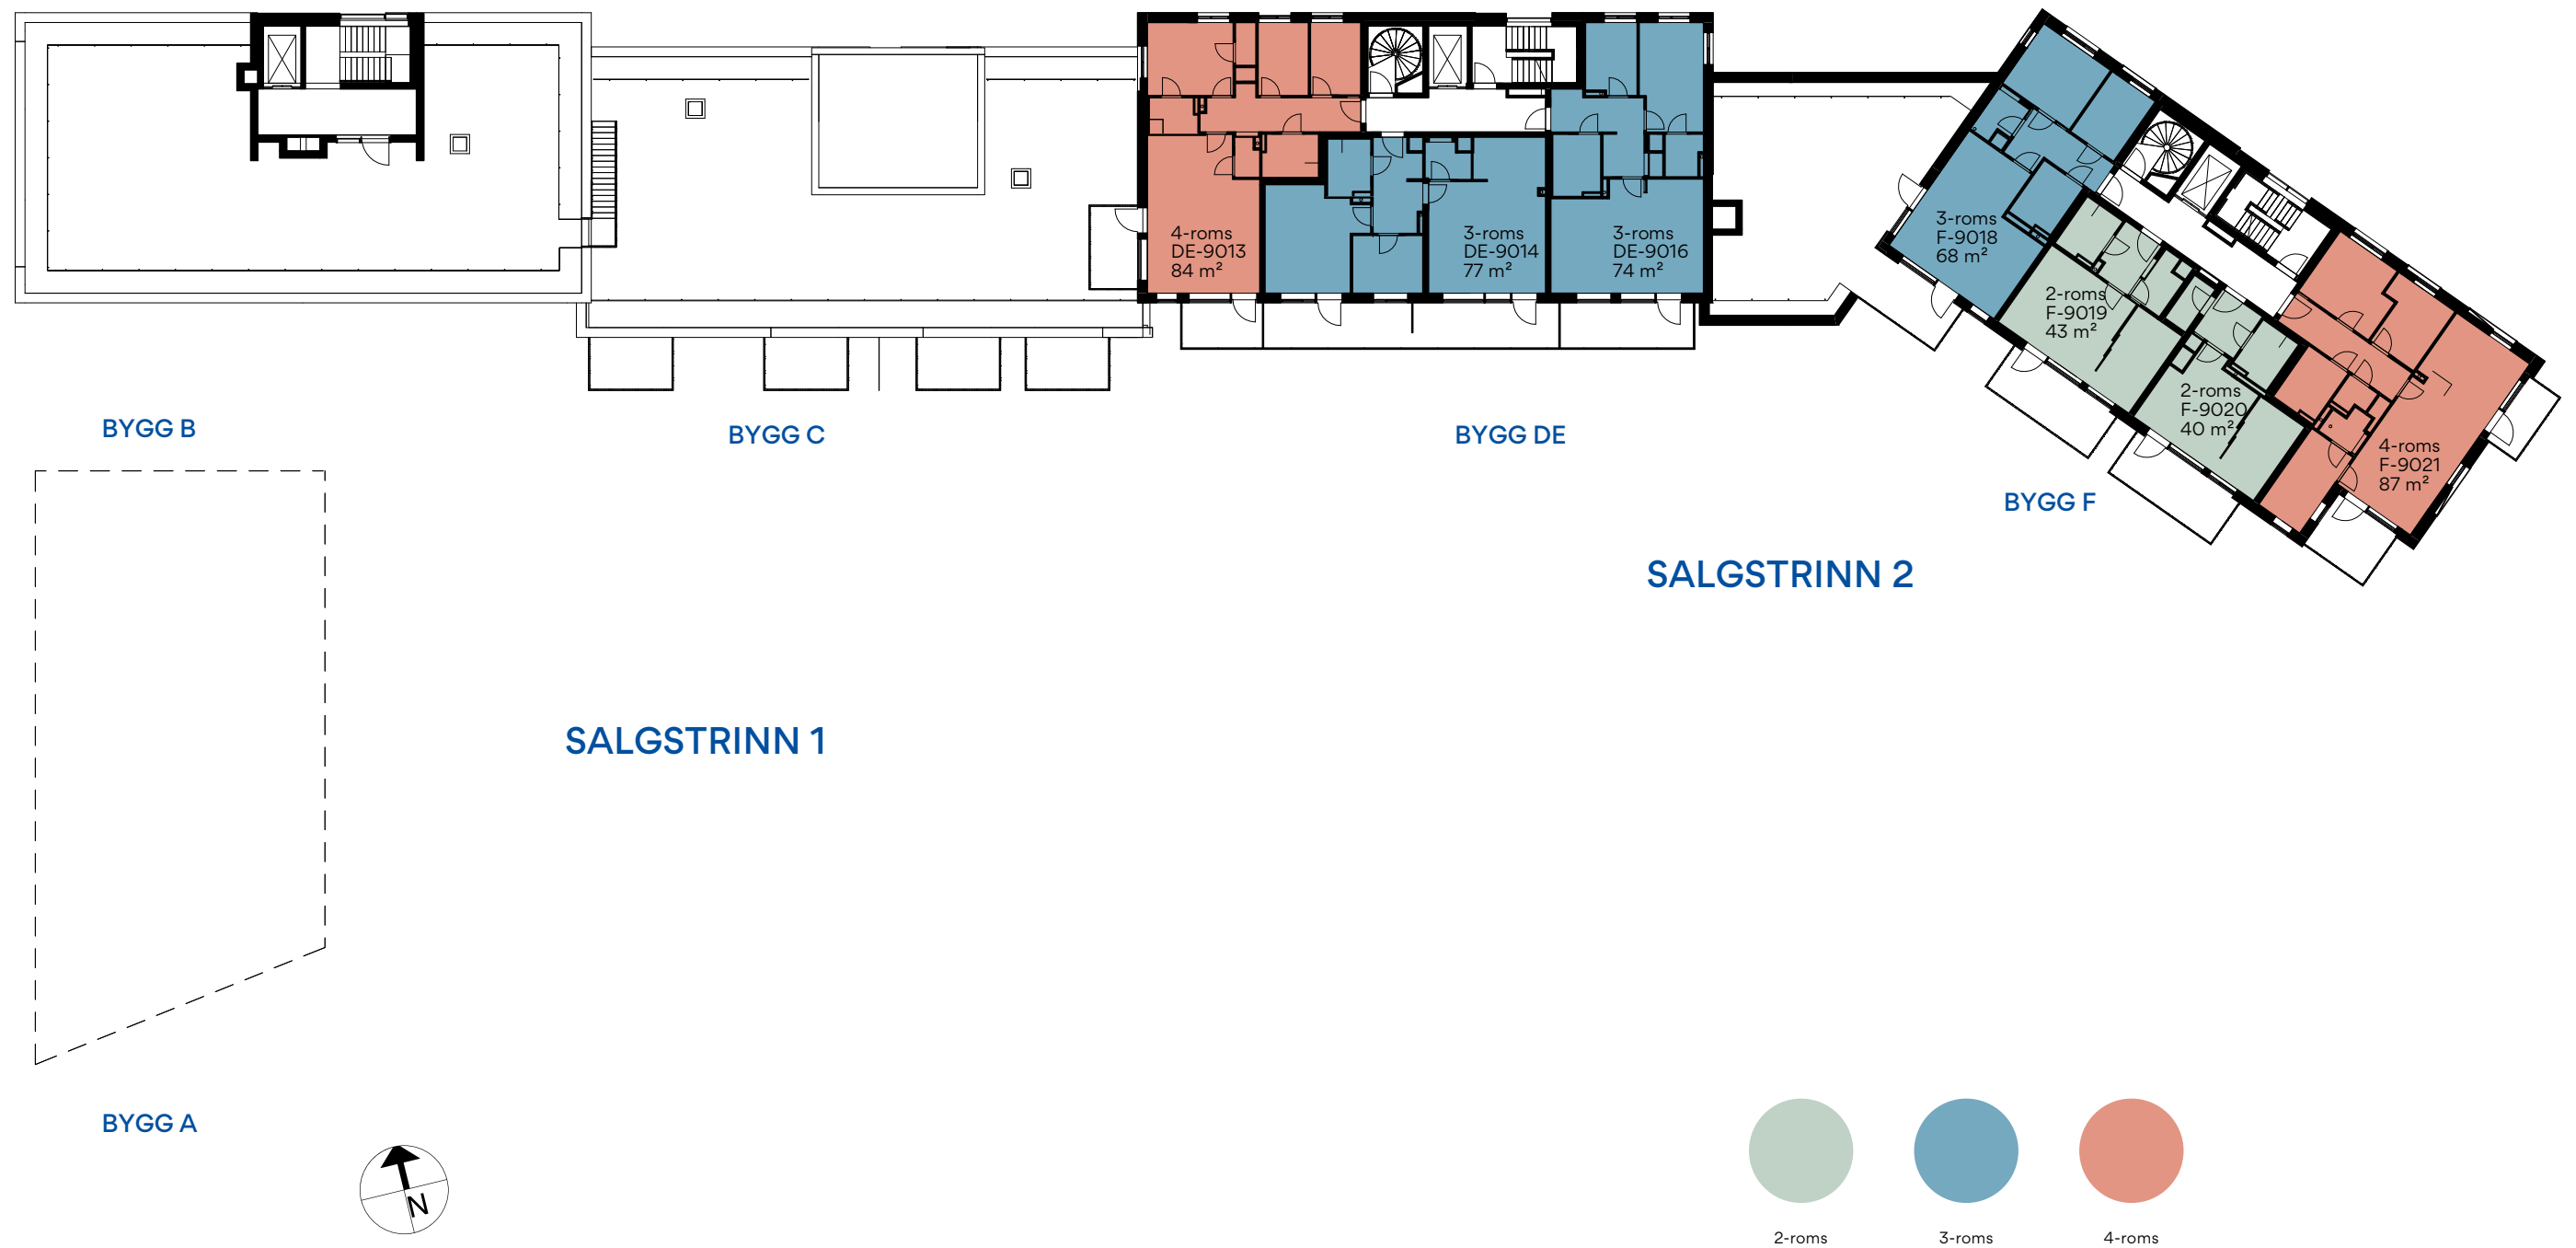 4-roms
DE-9013
84 m²
3-roms
DE-9014
77 m²
3-roms
DE-9016
74 m²
3-roms
F-9018
68 m²
2-roms
F-9019
43 m²
2-roms
F-9020
40 m²
4-roms
F-9021
87 m²
BYGG B
BYGG C
BYGG DE
BYGG F
SALGSTRINN 2
SALGSTRINN 1
BYGG A
N
2-roms
3-roms
4-roms